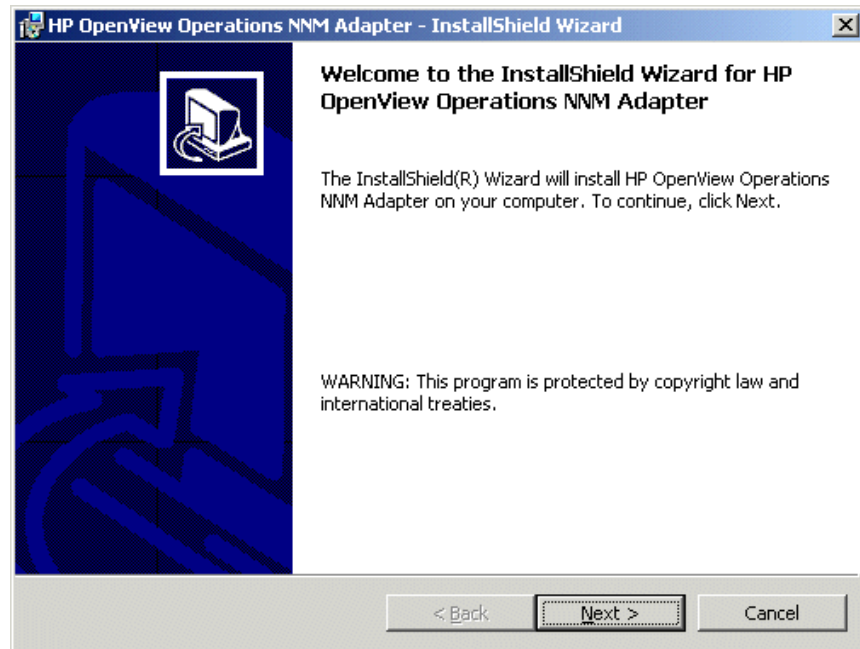 HP OpenView Operations NNM Adapter - InstallShield Wizard
Welcome to the InstallShield Wizard for HP
OpenView Operations NNM Adapter
The InstallShield(R) Wizard will install HP OpenView Operations
NNM Adapter on your computer. To continue, click Next.
WARNING: This program is protected by copyright law and
international treaties.
< Back
Next >
Cancel